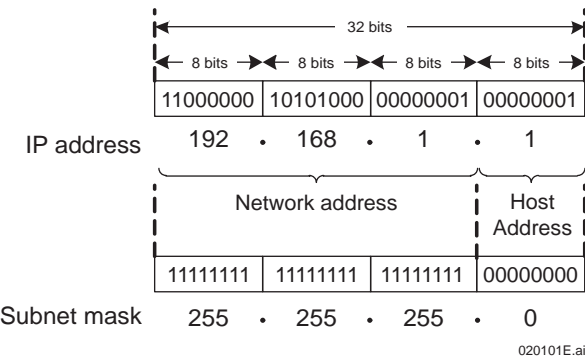 32 bits
8 bits 8 bits 8 bits 8 bits
11000000 10101000 00000001 00000001
IP address 192 . 168 . 1 . 1
Network address Host
Address
11111111 11111111 11111111 00000000
Subnet mask 255 . 255 . 255 . 0
020101E.ai